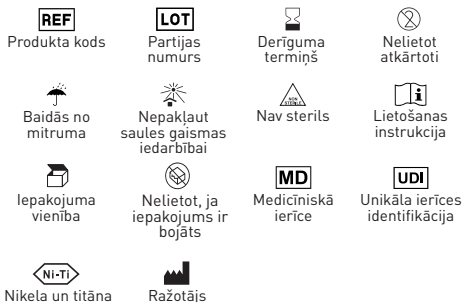 REF
LOT
Produkta kods
Partijas
numurs
Derīguma
termiņš
Nelietot
atkārtoti
2
NON
STERILE
Baidās no
mitruma
Nepakļaut
saules gaismas
iedarbībai
Nav sterils
Lietošanas
instrukcija
i
MD
UDI
Iepakojuma
vienība
Nelietot, ja
iepakojums ir
bojāts
Medicīniskā
ierīce
Unikāla ierīces
identifikācija
Ni-Ti
Niķeļa un titāna
Ražotājs